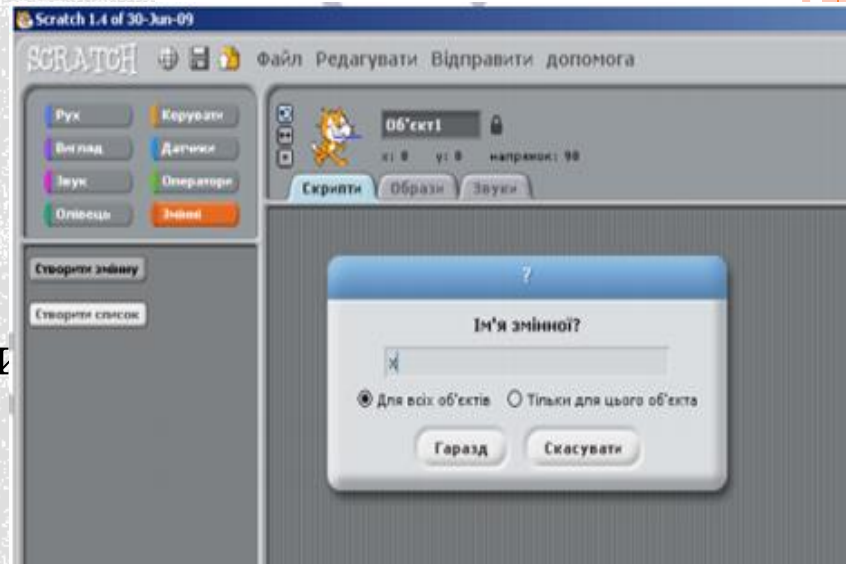 Scratch 1.4 of 30-Jun-09
SCRATCH Файл Редагувати Відправити допомога
Рух Керувати
Вигляд Датчики
Звук Оператори
Олівець Змінні
Об'єкт1
x: 0 y: 0 напрямок: 90
Скрипти Образи Звуки
Створити змінну
Створити список
?
Ім'я змінної?
x
Для всіх об'єктів Тільки для цього об'єкта
Гаразд Скасувати